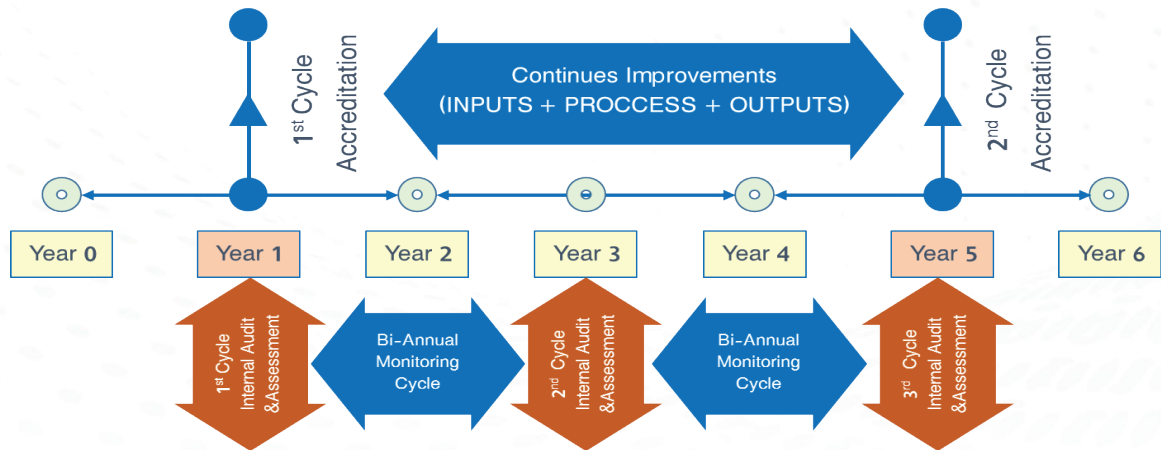 1st Cycle
Accreditation
Continues Improvements
(INPUTS + PROCCESS + OUTPUTS)
2nd Cycle
Accreditation
Year 0
Year 1
Year 2
Year 3
Year 4
Year 5
Year 6
1st Cycle
Internal Audit
&Assessment
Bi-Annual
Monitoring
Cycle
2nd Cycle
Internal Audit
&Assessment
Bi-Annual
Monitoring
Cycle
3rd Cycle
Internal Audit
&Assessment